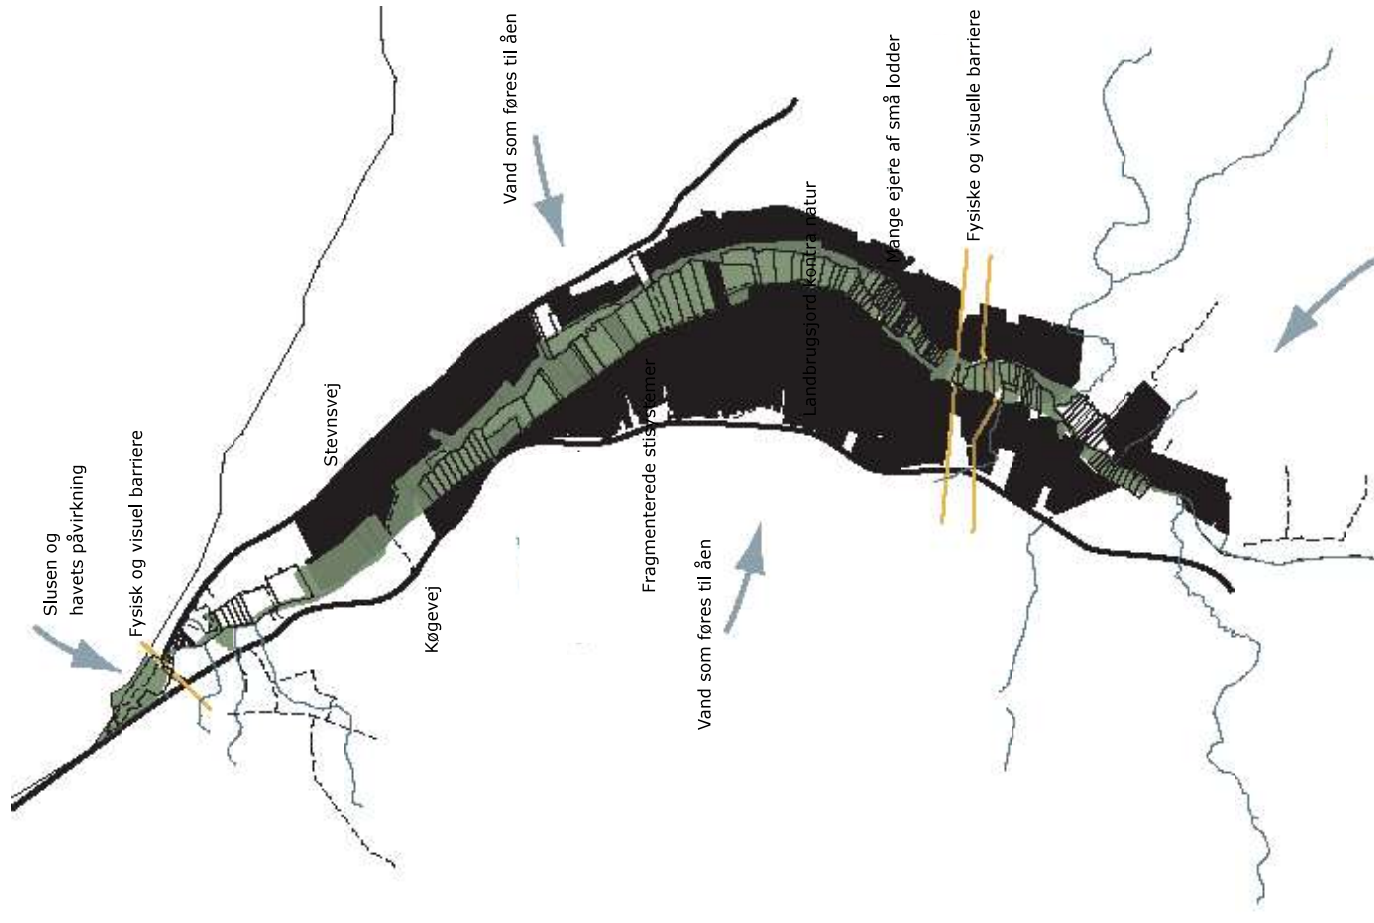 Slusen og
havets påvirkning
Fysisk og visuel barriere
Stevnsvej
Køgevej
Vand som føres til åen
Fragmenterede stisystemer
Vand som føres til åen
Landbrugsjord kontra natur
Mange ejere af små lodder
Fysiske og visuelle barriere